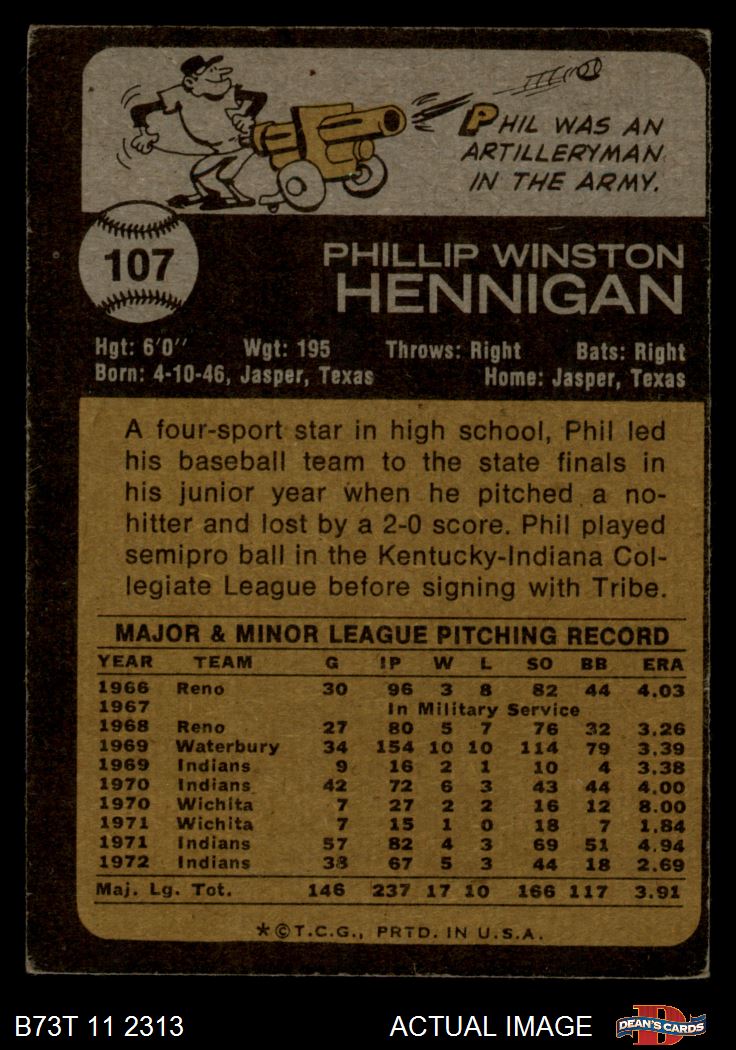 PHIL WAS AN
ARTILLERYMAN
IN THE ARMY.
107
PHILLIP WINSTON
HENNIGAN
Hgt: 6'0" Wgt: 195 Throws: Right Bats: Right
Born: 4-10-46, Jasper, Texas Home: Jasper, Texas
A four-sport star in high school, Phil led
his baseball team to the state finals in
his junior year when he pitched a no-
hitter and lost by a 2-0 score. Phil played
semipro ball in the Kentucky-Indiana Col-
legiate League before signing with Tribe.
MAJOR & MINOR LEAGUE PITCHING RECORD
YEAR TEAM G IP W L SO BB ERA
1966 Reno 30 96 3 8 82 44 4.03
1967 In Military Service
1968 Reno 27 80 5 7 76 32 3.26
1969 Waterbury 34 154 10 10 114 79 3.39
1969 Indians 9 16 2 1 10 4 3.38
1970 Indians 42 72 6 3 43 44 4.00
1970 Wichita 7 27 2 2 16 12 8.00
1971 Wichita 7 15 1 0 18 7 1.84
1971 Indians 57 82 4 3 69 51 4.94
1972 Indians 38 67 5 3 44 18 2.69
Maj. Lg. Tot. 146 237 17 10 166 117 3.91
*©T.C.G., PRTD. IN U.S.A.
B73T 11 2313 ACTUAL IMAGE D DEAN'S CARDS